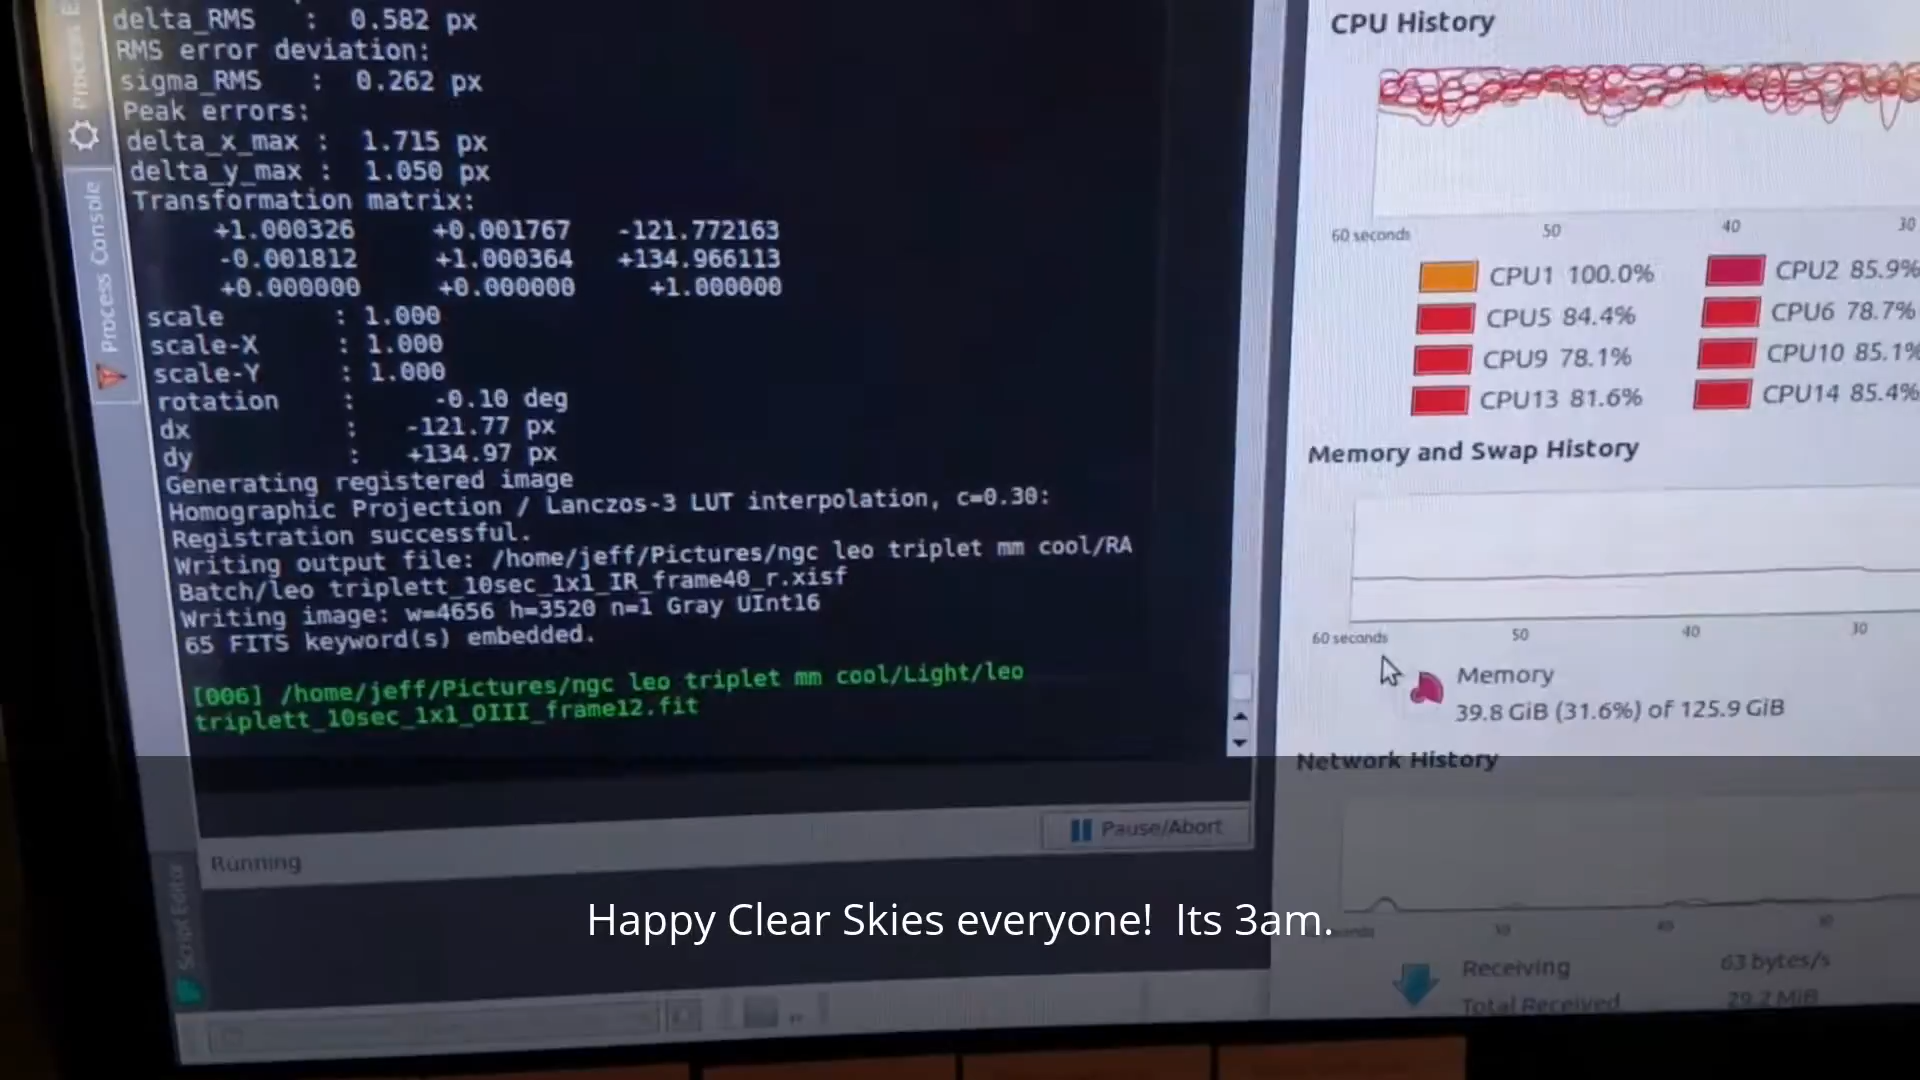 delta_RMS : 0.582 px
RMS error deviation:
sigma_RMS : 0.262 px
Peak errors:
delta_x_max : 1.715 px
delta_y_max : 1.050 px
Transformation matrix:
+1.000326 +0.001767 -121.772163
-0.001812 +1.000364 +134.966113
+0.000000 +0.000000 +1.000000
scale : 1.000
scale-X : 1.000
scale-Y : 1.000
rotation : -0.10 deg
dx : -121.77 px
dy : +134.97 px
Generating registered image
Homographic Projection / Lanczos-3 LUT interpolation, c=0.30:
Registration successful.
Writing output file: /home/jeff/Pictures/ngc leo triplet mm cool/RA
Batch/leo triplett_10sec_1x1_IR_frame40_r.xisf
Writing image: w=4656 h=3520 n=1 Gray UInt16
65 FITS keyword(s) embedded.
[006] /home/jeff/Pictures/ngc leo triplet mm cool/Light/leo
triplett_10sec_1x1_OIII_frame12.fit
Pause/Abort
Running
Process Console
Script Editor
CPU History
60 seconds 50 40 30
CPU1 100.0% CPU2 85.9%
CPU5 84.4% CPU6 78.7%
CPU9 78.1% CPU10 85.1%
CPU13 81.6% CPU14 85.4%
Memory and Swap History
60 seconds 50 40 30
Memory
39.8 GiB (31.6%) of 125.9 GiB
Network History
Receiving 63 bytes/s
Total Received 29.2 MiB
Happy Clear Skies everyone! Its 3am.